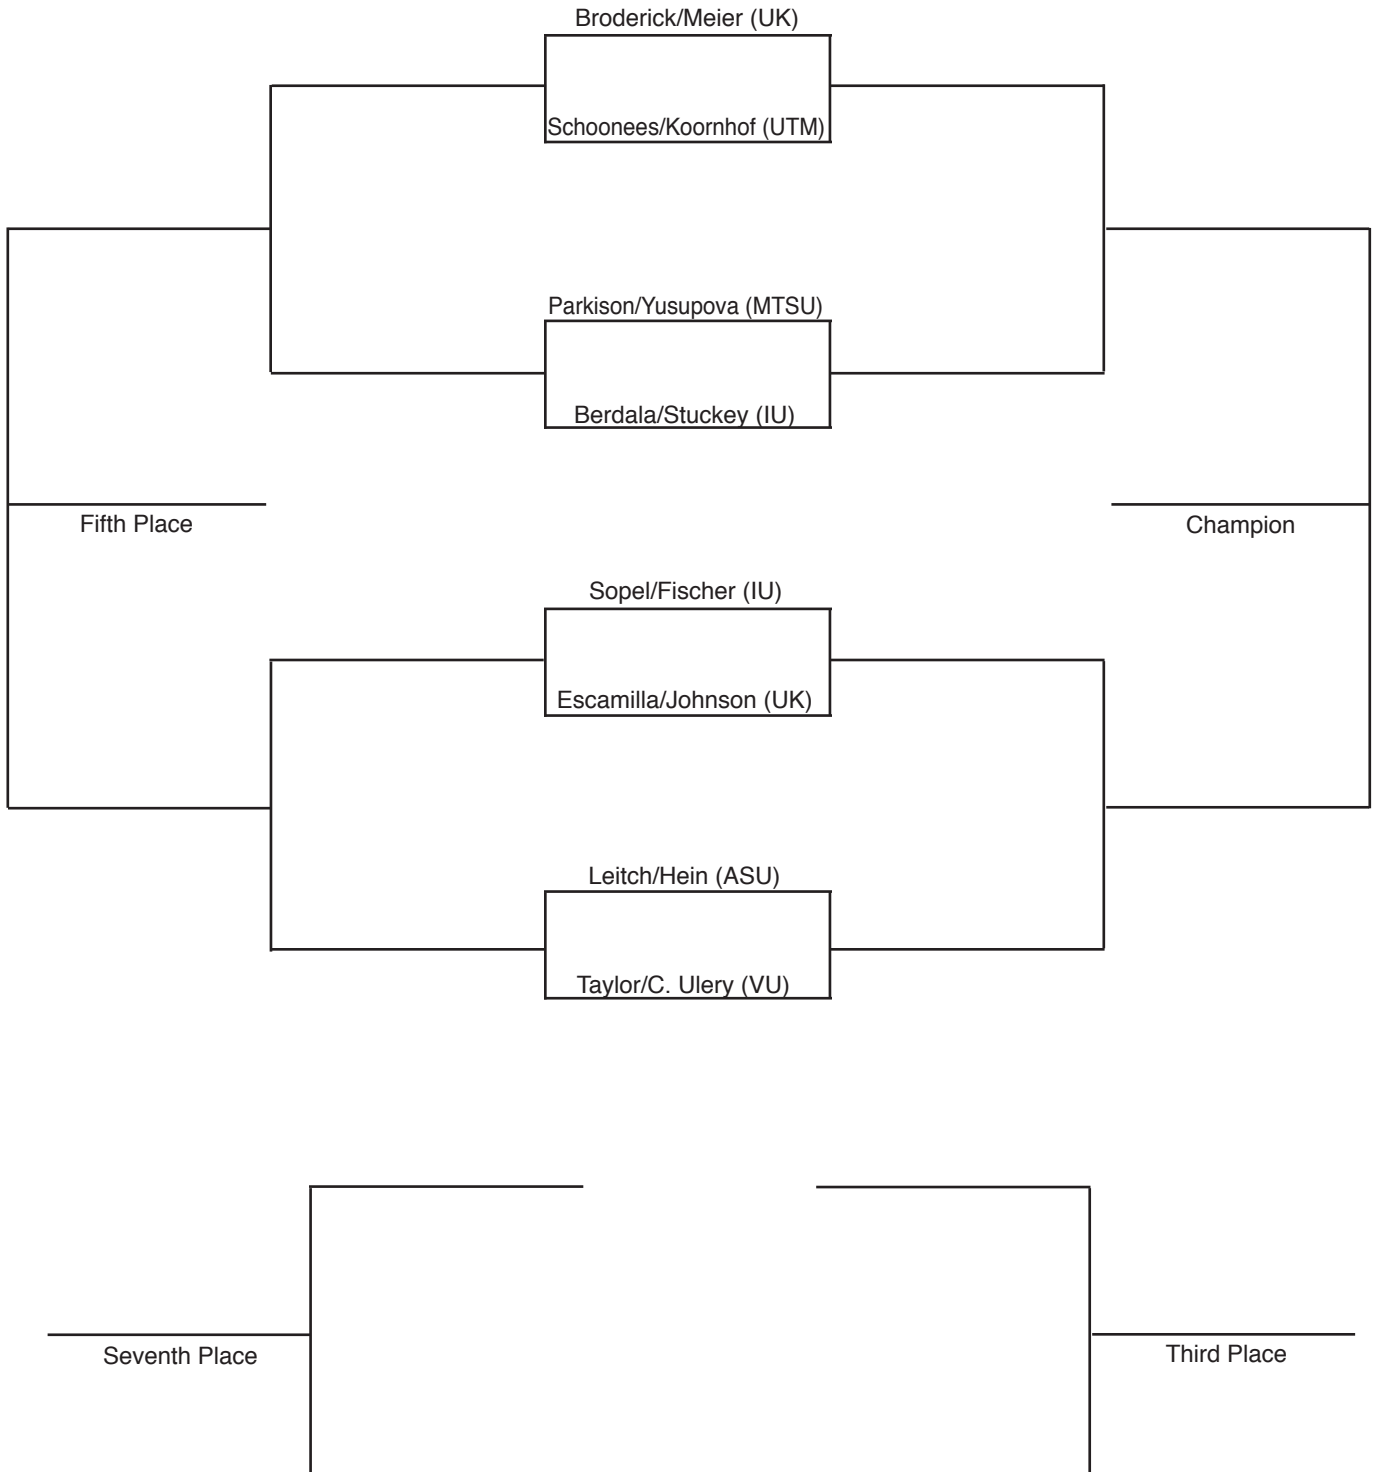 Broderick/Meier (UK)
Schoonees/Koornhof (UTM)
Parkison/Yusupova (MTSU)
Berdala/Stuckey (IU)
Fifth Place
Champion
Sopel/Fischer (IU)
Escamilla/Johnson (UK)
Leitch/Hein (ASU)
Taylor/C. Ulery (VU)
Seventh Place
Third Place